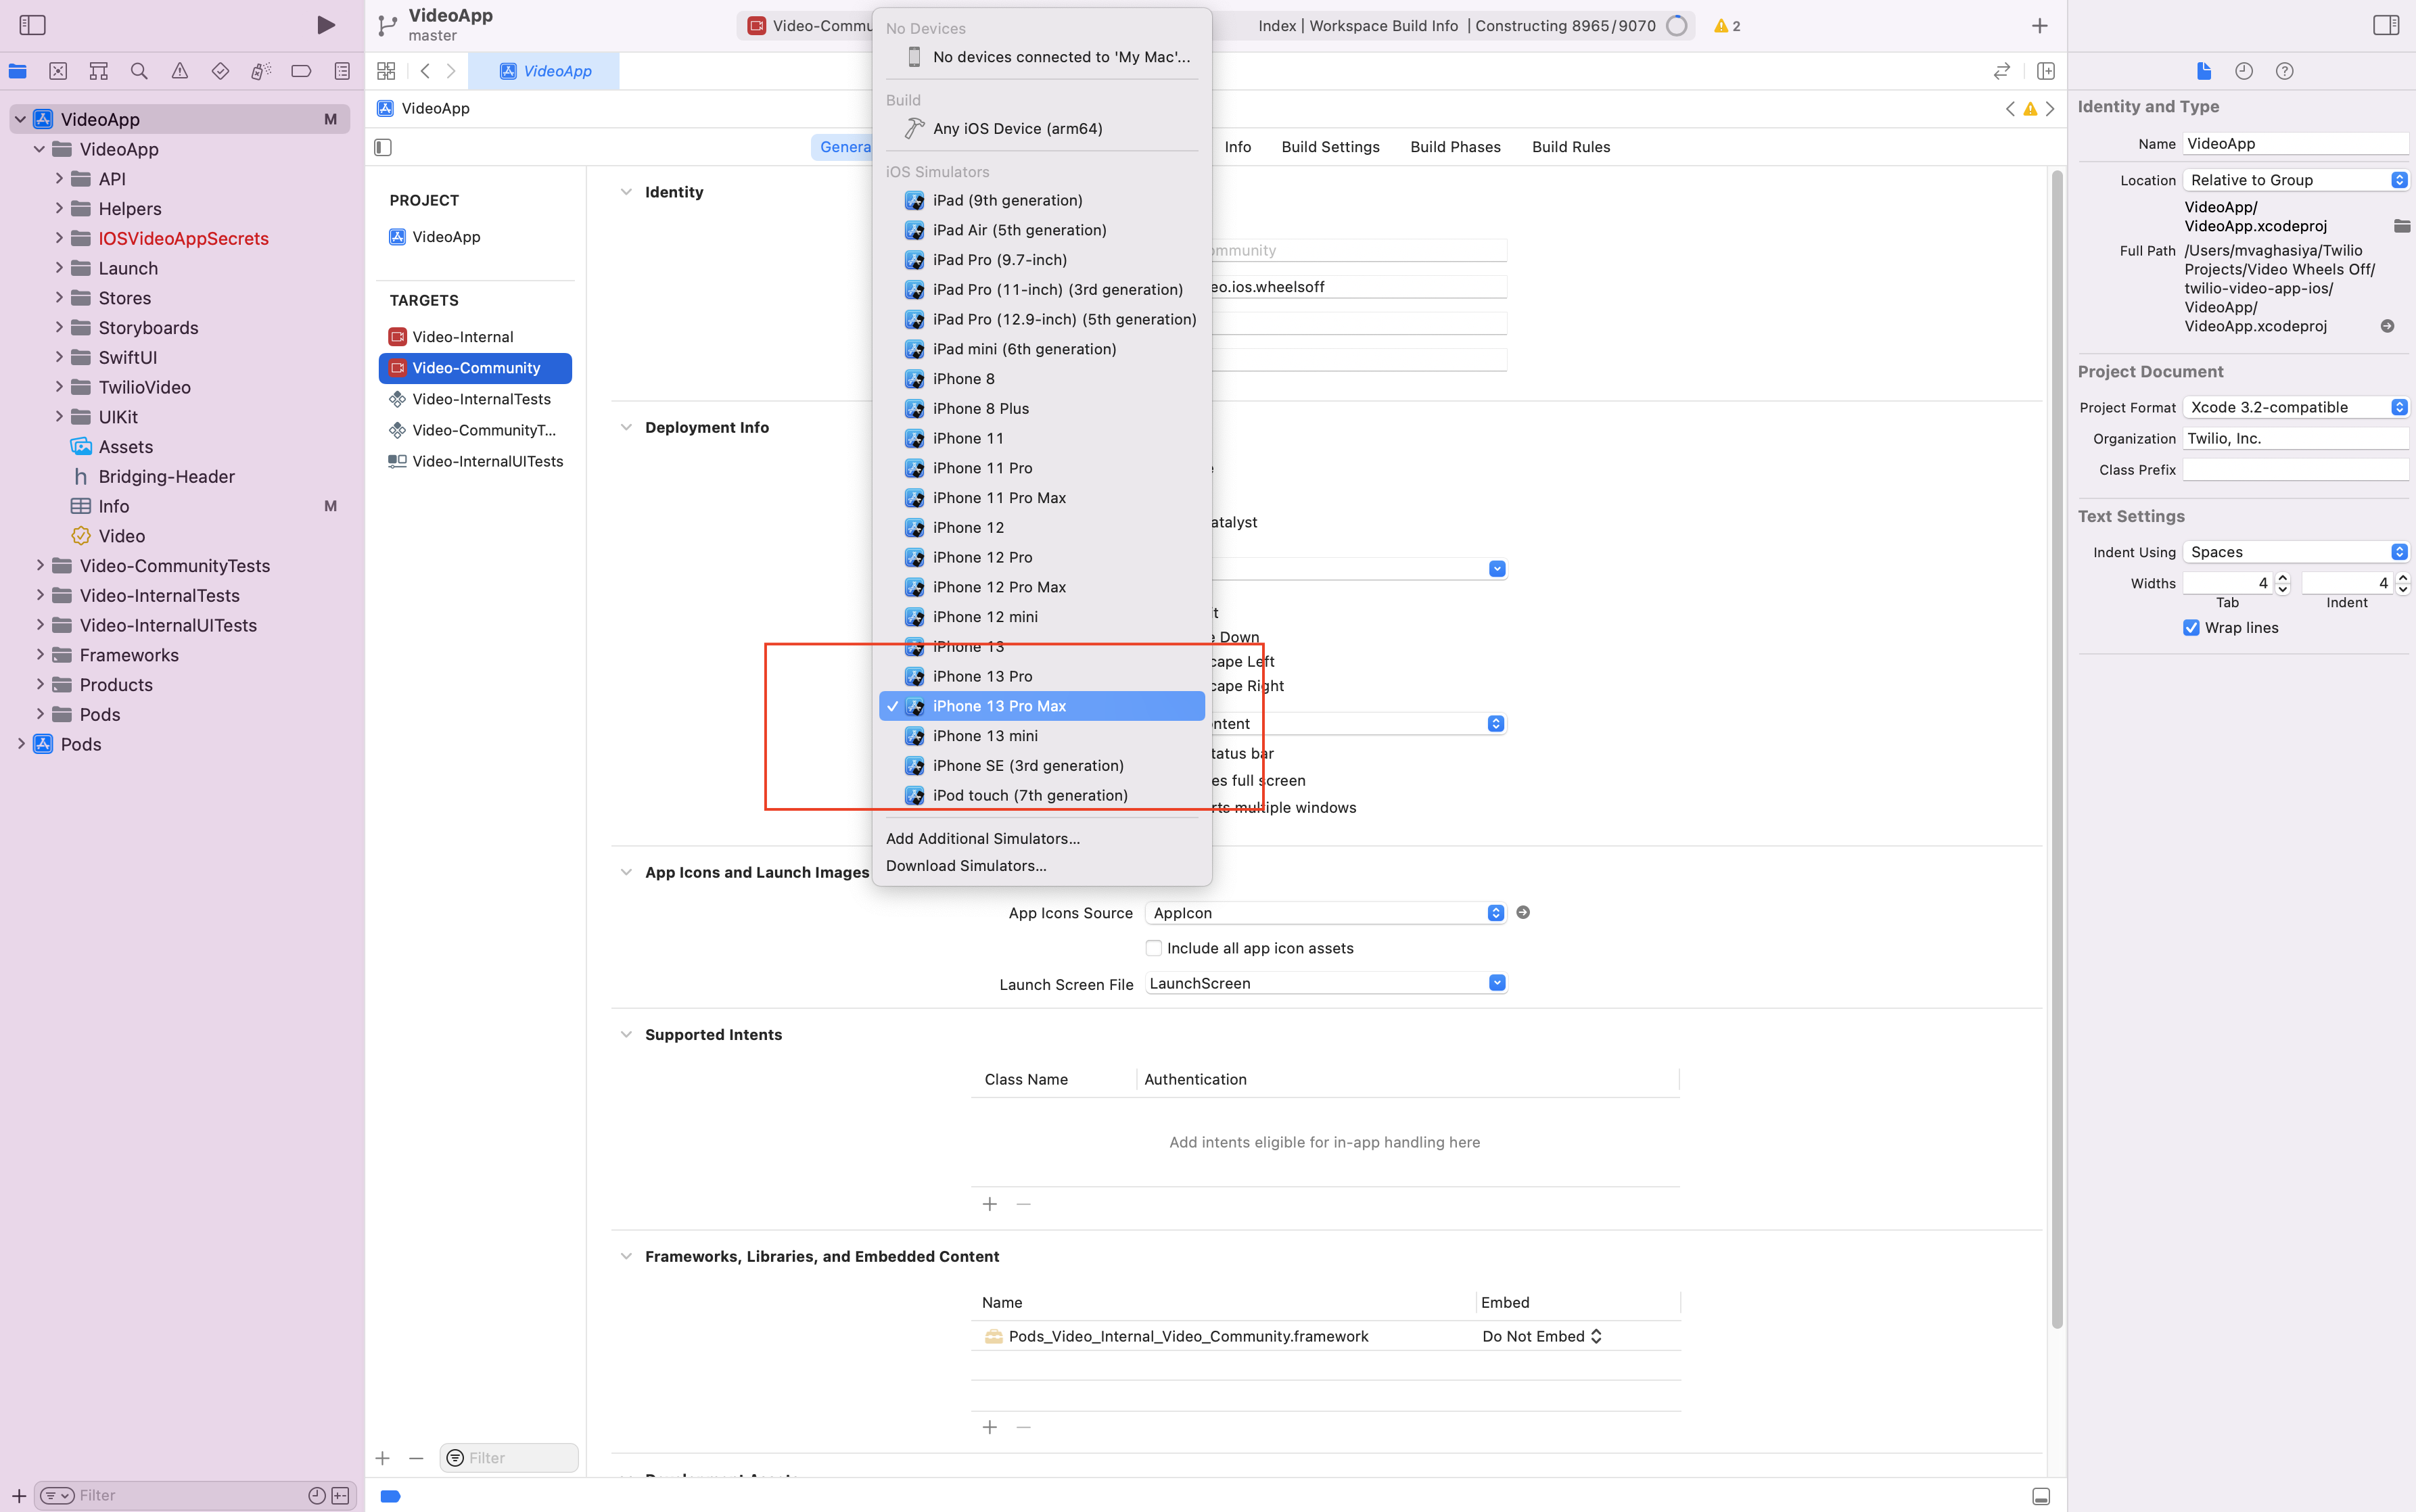 VideoApp
master
Video-Commu
Index | Workspace Build Info | Constructing 8965/9070
2
VideoApp
VideoApp
VideoApp M
VideoApp
API
Helpers
IOSVideoAppSecrets
Launch
Stores
Storyboards
SwiftUI
TwilioVideo
UIKit
Assets
Bridging-Header
Info M
Video
Video-CommunityTests
Video-InternalTests
Video-InternalUITests
Frameworks
Products
Pods
Pods
Filter
PROJECT
VideoApp
TARGETS
Video-Internal
Video-Community
Video-InternalTests
Video-CommunityT...
Video-InternalUITests
Filter
No Devices
No devices connected to 'My Mac'...
Build
Any iOS Device (arm64)
iOS Simulators
iPad (9th generation)
iPad Air (5th generation)
iPad Pro (9.7-inch)
iPad Pro (11-inch) (3rd generation)
iPad Pro (12.9-inch) (5th generation)
iPad mini (6th generation)
iPhone 8
iPhone 8 Plus
iPhone 11
iPhone 11 Pro
iPhone 11 Pro Max
iPhone 12
iPhone 12 Pro
iPhone 12 Pro Max
iPhone 12 mini
iPhone 13
iPhone 13 Pro
iPhone 13 Pro Max
iPhone 13 mini
iPhone SE (3rd generation)
iPod touch (7th generation)
Add Additional Simulators...
Download Simulators...
Genera Info Build Settings Build Phases Build Rules
Identity
ommunity
eo.ios.wheelsoff
Deployment Info
atalyst
t
e Down
cape Left
cape Right
ntent
tatus bar
es full screen
rts multiple windows
App Icons and Launch Images
App Icons Source AppIcon
Include all app icon assets
Launch Screen File LaunchScreen
Supported Intents
Class Name Authentication
Add intents eligible for in-app handling here
Frameworks, Libraries, and Embedded Content
Name Embed
Pods_Video_Internal_Video_Community.framework Do Not Embed
Identity and Type
Name VideoApp
Location Relative to Group
VideoApp/
VideoApp.xcodeproj
Full Path /Users/mvaghasiya/Twilio
Projects/Video Wheels Off/
twilio-video-app-ios/
VideoApp/
VideoApp.xcodeproj
Project Document
Project Format Xcode 3.2-compatible
Organization Twilio, Inc.
Class Prefix
Text Settings
Indent Using Spaces
Widths 4 4
Tab Indent
Wrap lines